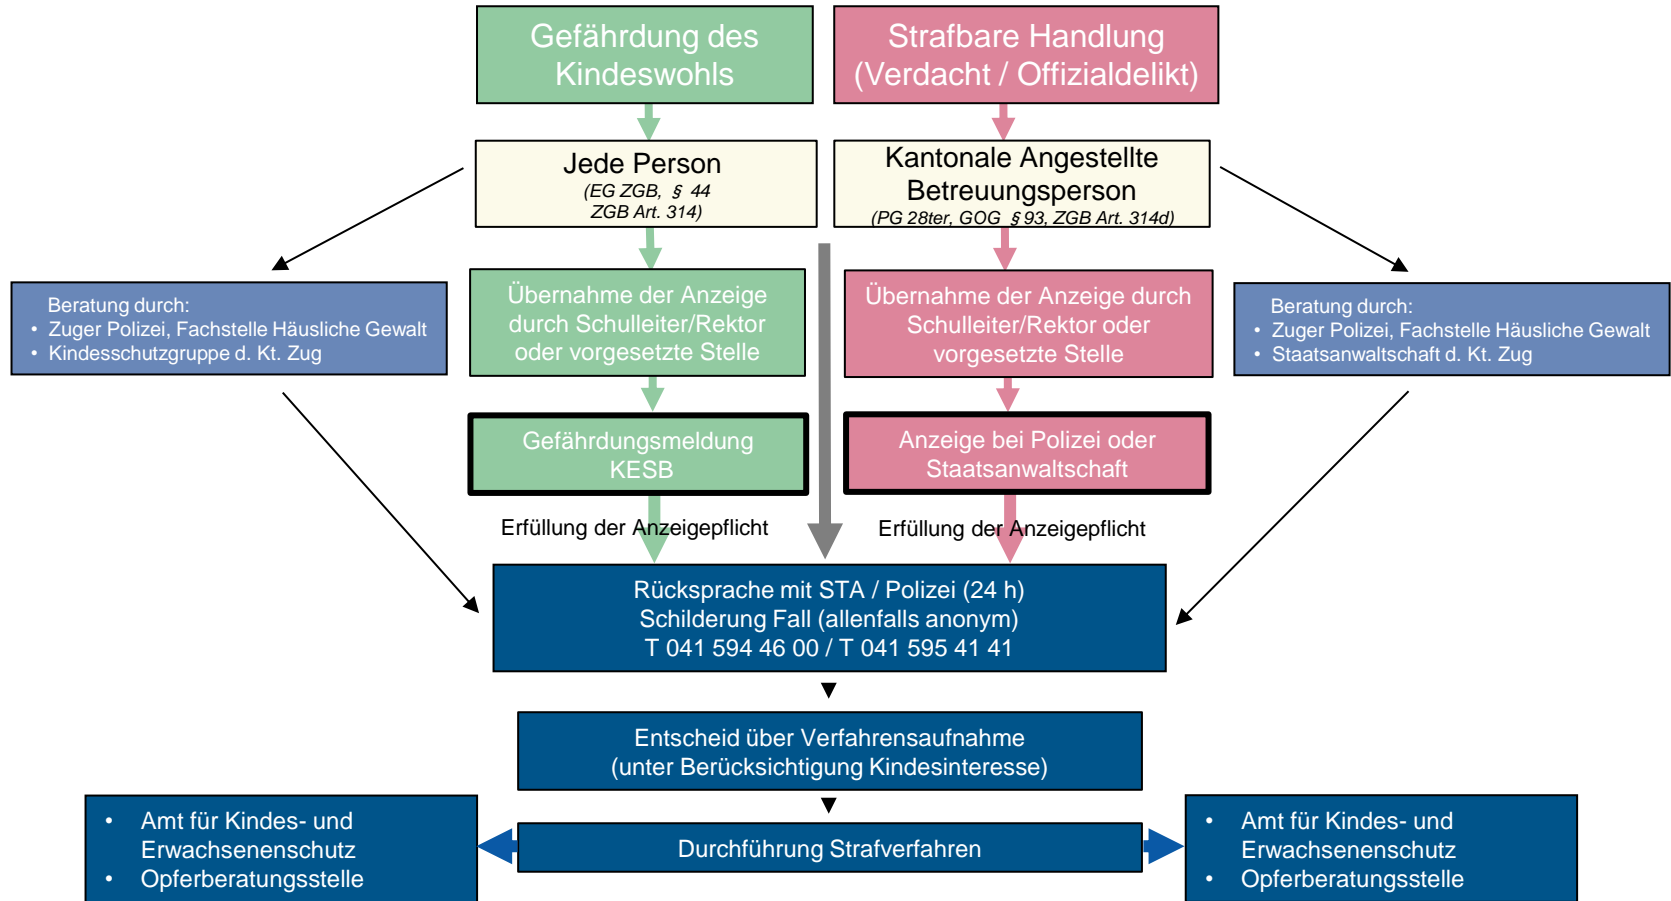 Gefährdung des
Kindeswohls
Strafbare Handlung
(Verdacht / Offizialdelikt)
Jede Person
(EG ZGB, § 44
ZGB Art. 314)
Kantonale Angestellte
Betreuungsperson
(PG 28ter, GOG § 93, ZGB Art. 314d)
Beratung durch:
• Zuger Polizei, Fachstelle Häusliche Gewalt
• Kindesschutzgruppe d. Kt. Zug
Übernahme der Anzeige
durch Schulleiter/Rektor
oder vorgesetzte Stelle
Übernahme der Anzeige durch
Schulleiter/Rektor oder
vorgesetzte Stelle
Beratung durch:
• Zuger Polizei, Fachstelle Häusliche Gewalt
• Staatsanwaltschaft d. Kt. Zug
Gefährdungsmeldung
KESB
Anzeige bei Polizei oder
Staatsanwaltschaft
Erfüllung der Anzeigepflicht
Erfüllung der Anzeigepflicht
Rücksprache mit STA / Polizei (24 h)
Schilderung Fall (allenfalls anonym)
T 041 594 46 00 / T 041 595 41 41
Entscheid über Verfahrensaufnahme
(unter Berücksichtigung Kindesinteresse)
• Amt für Kindes- und
Erwachsenenschutz
• Opferberatungsstelle
Durchführung Strafverfahren
• Amt für Kindes- und
Erwachsenenschutz
• Opferberatungsstelle